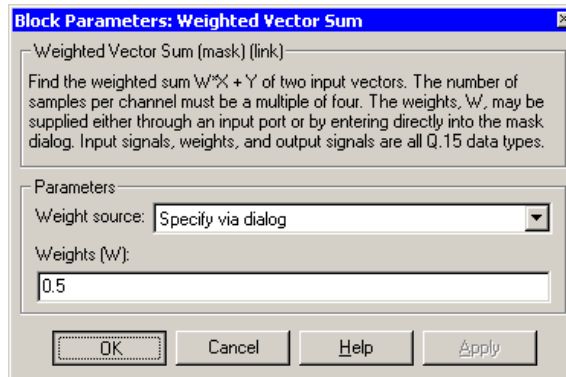 Block Parameters: Weighted Vector Sum
Weighted Vector Sum (mask) (link)
Find the weighted sum W*X + Y of two input vectors. The number of
samples per channel must be a multiple of four. The weights, W, may be
supplied either through an input port or by entering directly into the mask
dialog. Input signals, weights, and output signals are all Q.15 data types.
Parameters
Weight source: Specify via dialog
Weights (W):
0.5
OK Cancel Help Apply